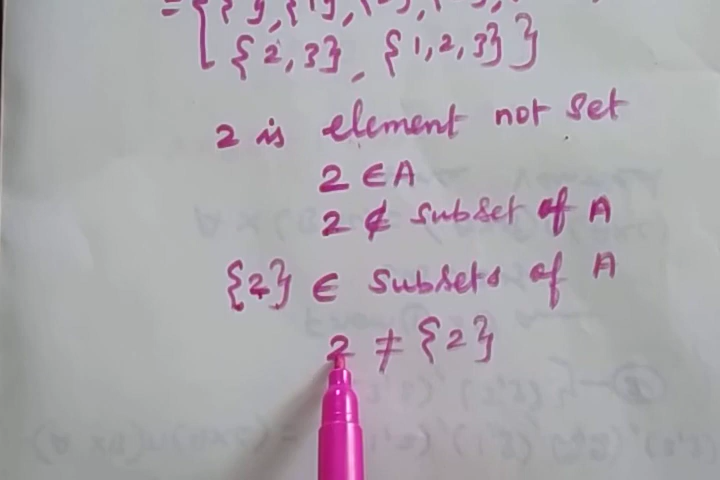 {2,3}, {1,2,3}}
2 is element not set
2 ∈ A
2 ∉ subset of A
{2} ∈ subsets of A
2 ≠ {2}